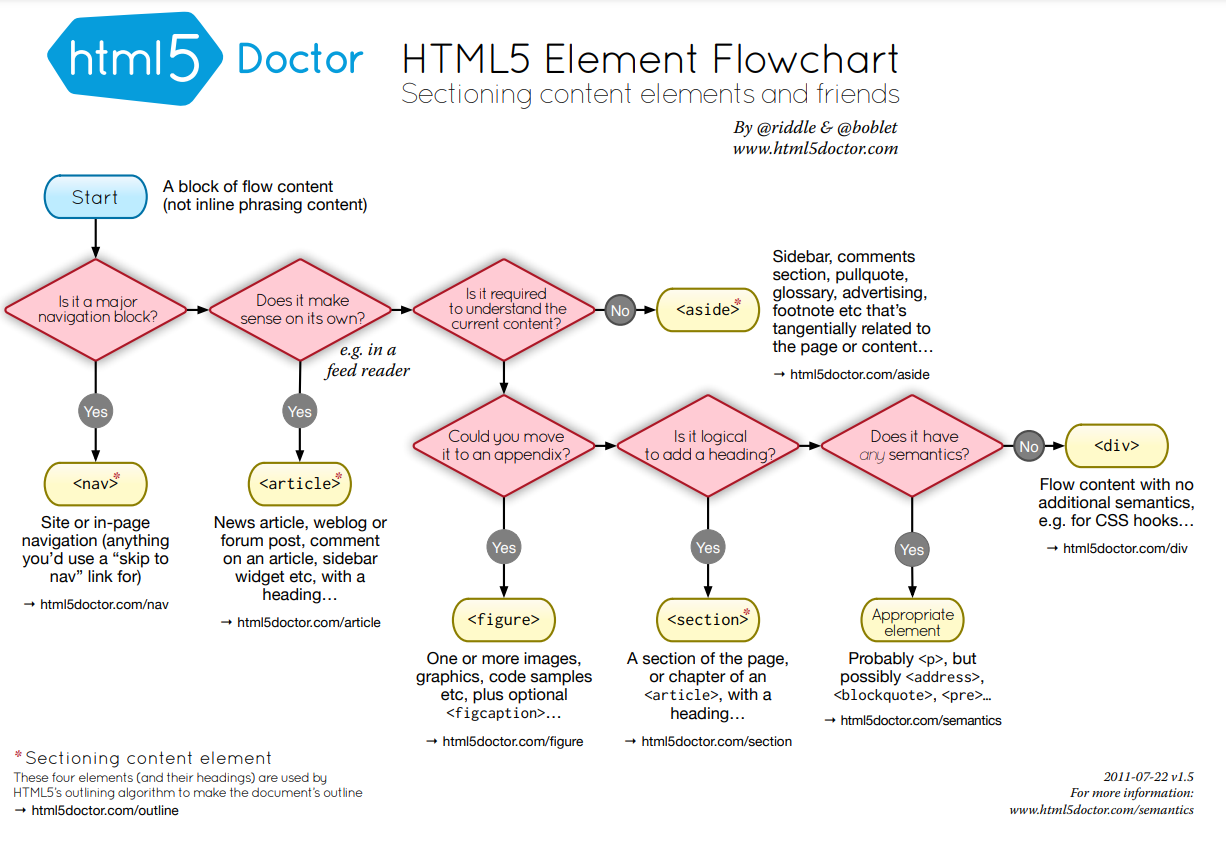 html5 Doctor
HTML5 Element Flowchart
Sectioning content elements and friends
By @riddle & @boblet
www.html5doctor.com
Start
A block of flow content
(not inline phrasing content)
Is it a major
navigation block?
Yes
<nav>*
Site or in-page
navigation (anything
you’d use a “skip to
nav” link for)
→ html5doctor.com/nav
Does it make
sense on its own?
e.g. in a
feed reader
Yes
<article>*
News article, weblog or
forum post, comment
on an article, sidebar
widget etc, with a
heading…
→ html5doctor.com/article
Is it required
to understand the
current content?
No
<aside>*
Sidebar, comments
section, pullquote,
glossary, advertising,
footnote etc that’s
tangentially related to
the page or content…
→ html5doctor.com/aside
Could you move
it to an appendix?
Yes
<figure>
One or more images,
graphics, code samples
etc, plus optional
<figcaption>…
→ html5doctor.com/figure
Is it logical
to add a heading?
Yes
<section>*
A section of the page,
or chapter of an
<article>, with a
heading…
→ html5doctor.com/section
Does it have
any semantics?
Yes
Appropriate
element
Probably <p>, but
possibly <address>,
<blockquote>, <pre>…
→ html5doctor.com/semantics
No
<div>
Flow content with no
additional semantics,
e.g. for CSS hooks…
→ html5doctor.com/div
* Sectioning content element
These four elements (and their headings) are used by
HTML5’s outlining algorithm to make the document’s outline
→ html5doctor.com/outline
2011-07-22 v1.5
For more information:
www.html5doctor.com/semantics